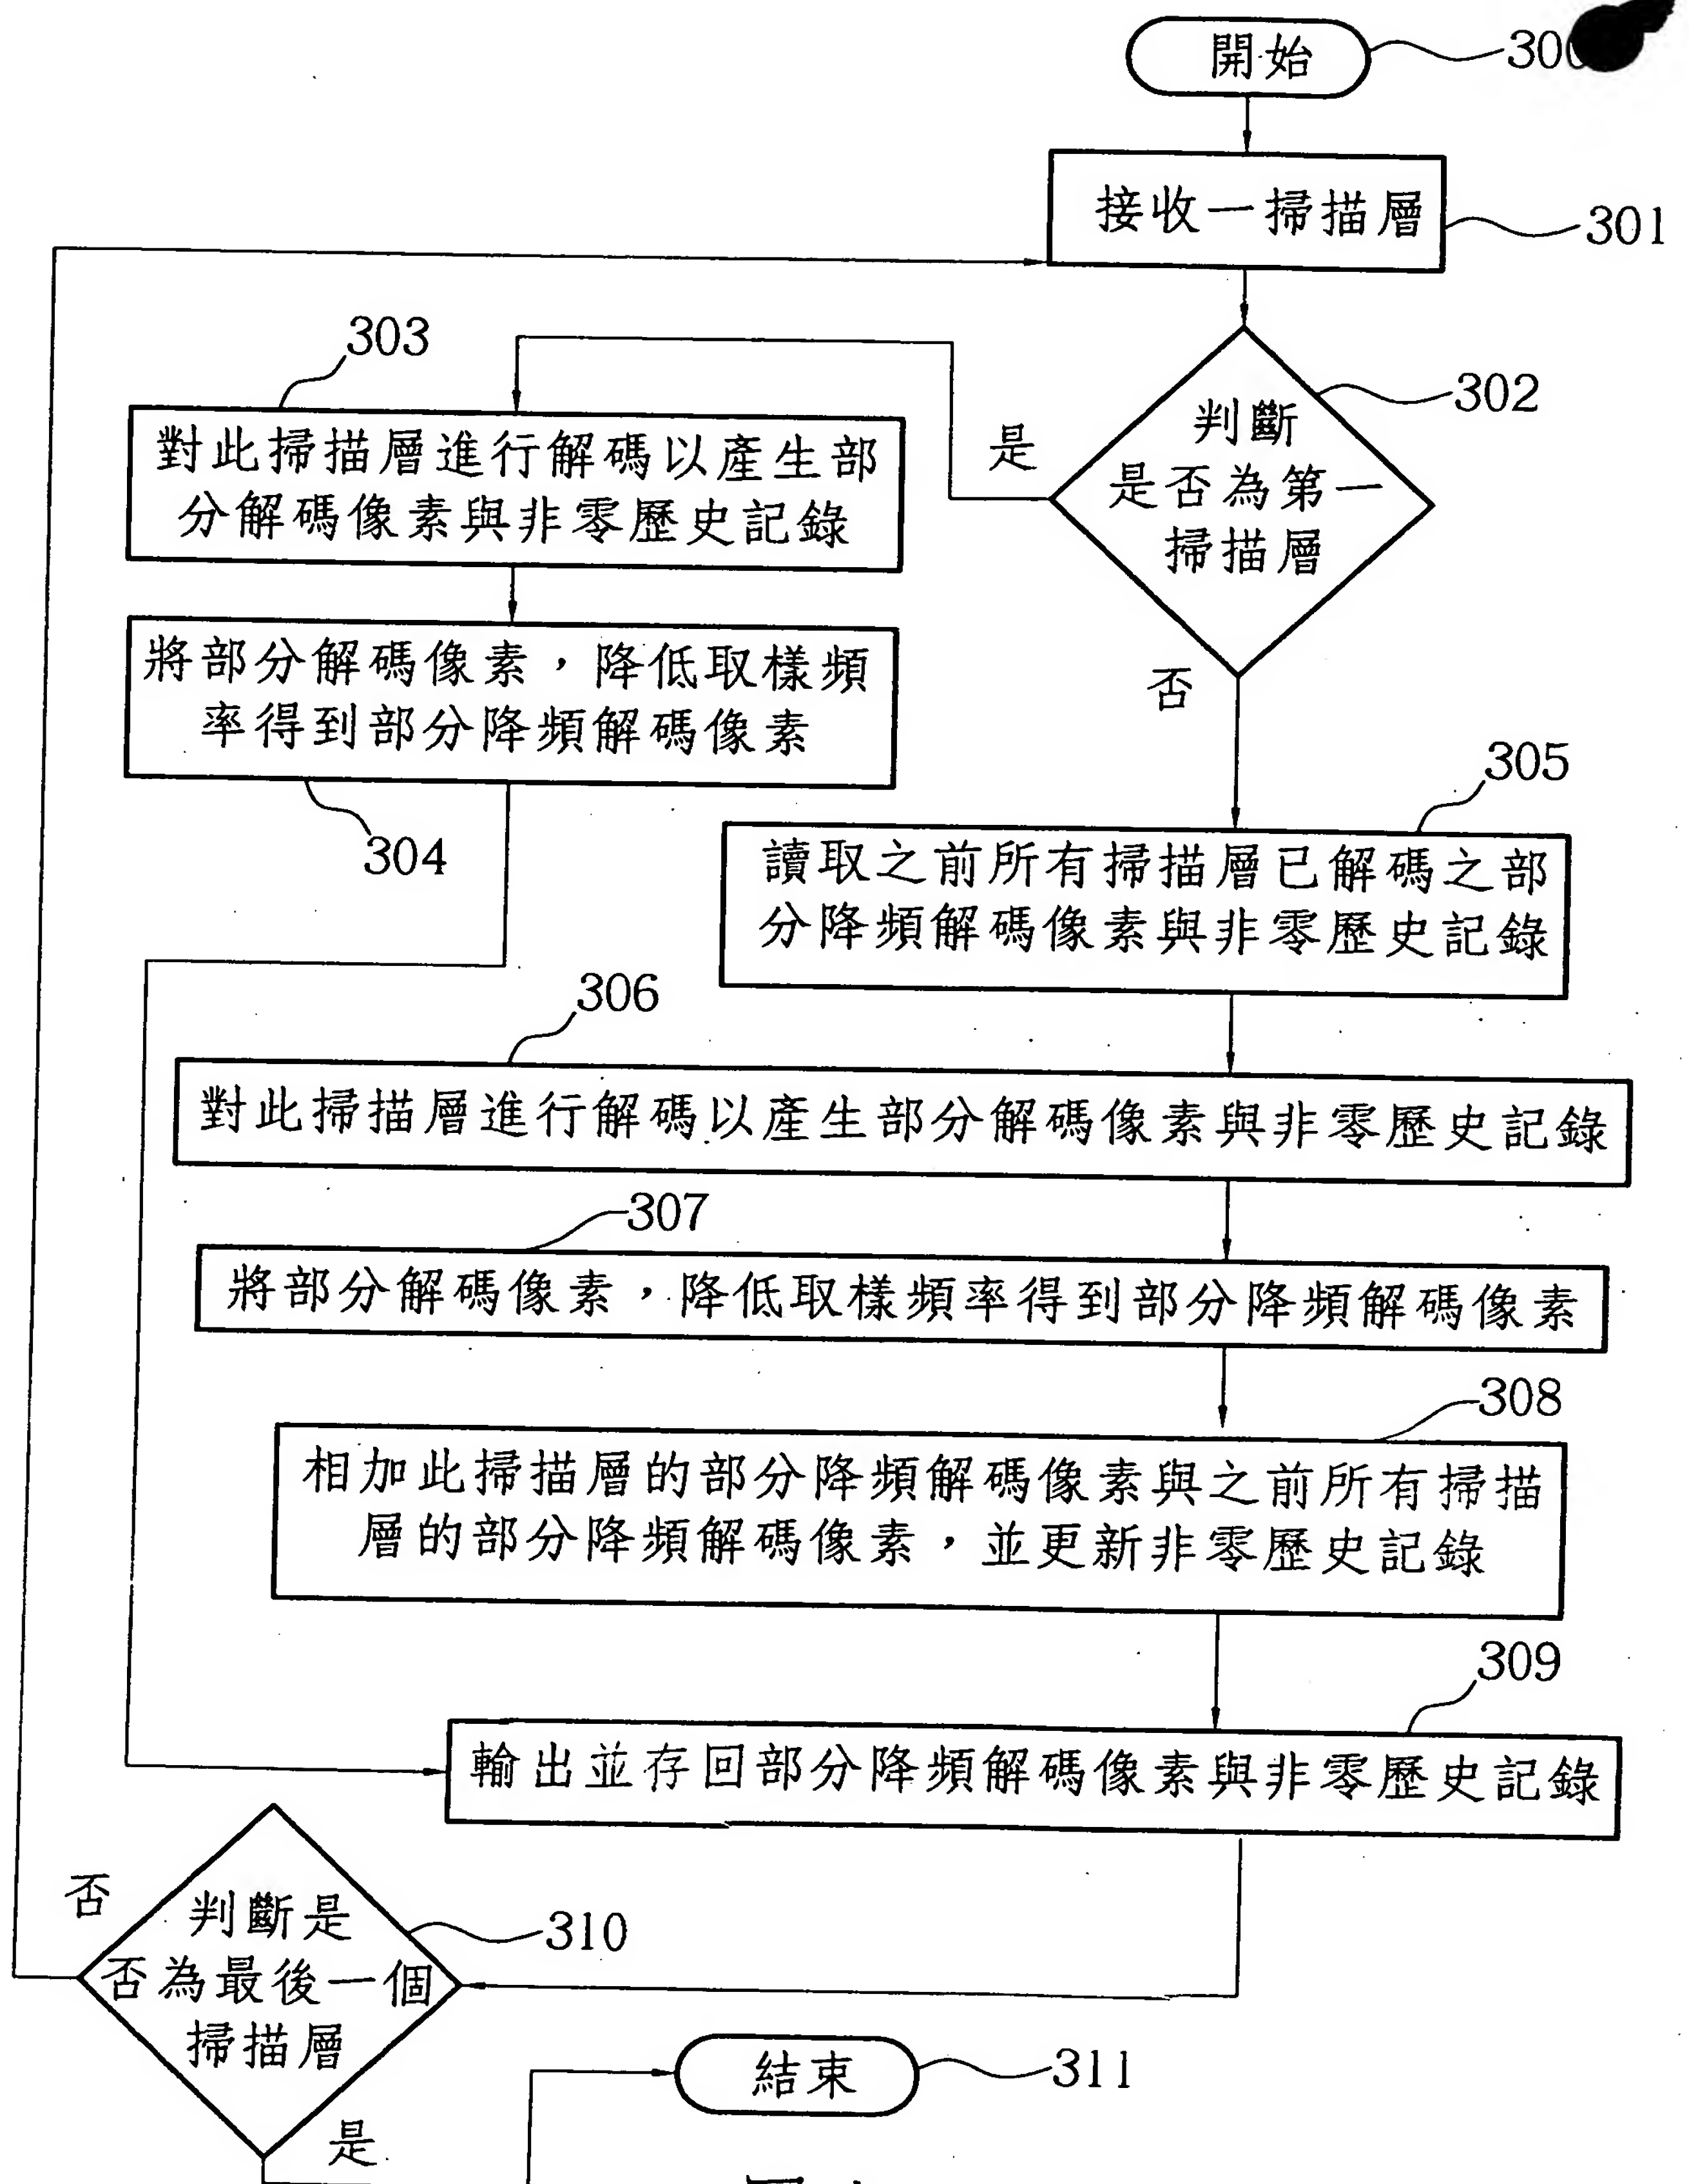 開始
300
接收一掃描層
301
303
302
判斷
是否為第一
掃描層
是
對此掃描層進行解碼以產生部
分解碼像素與非零歷史記錄
將部分解碼像素，降低取樣頻
率得到部分降頻解碼像素
否
304
305
讀取之前所有掃描層已解碼之部
分降頻解碼像素與非零歷史記錄
306
對此掃描層進行解碼以產生部分解碼像素與非零歷史記錄
307
將部分解碼像素，降低取樣頻率得到部分降頻解碼像素
308
相加此掃描層的部分降頻解碼像素與之前所有掃描
層的部分降頻解碼像素，並更新非零歷史記錄
309
輸出並存回部分降頻解碼像素與非零歷史記錄
否
判斷是
否為最後一個
掃描層
310
結束
311
是